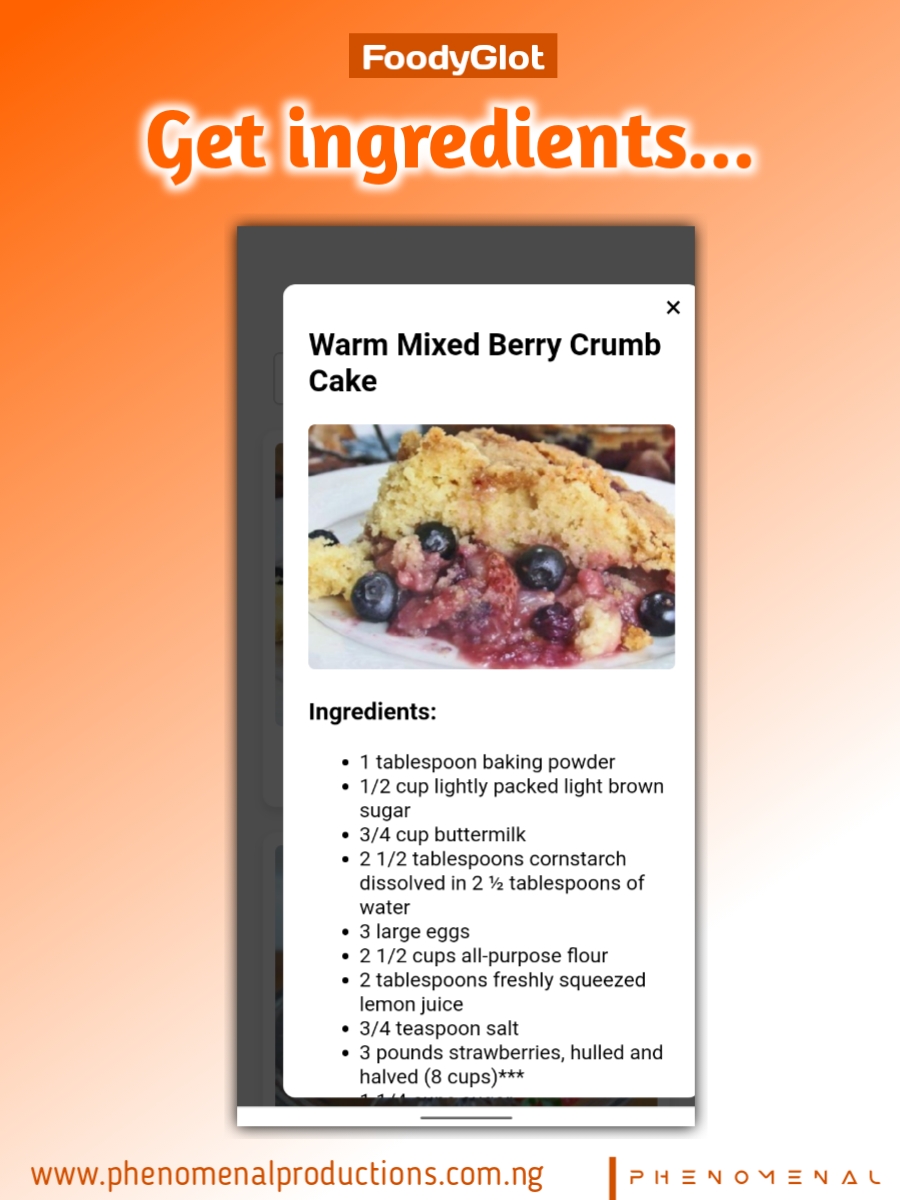 FoodyGlot
Get ingredients...
×
Warm Mixed Berry Crumb
Cake
Ingredients:
• 1 tablespoon baking powder
• 1/2 cup lightly packed light brown
sugar
• 3/4 cup buttermilk
• 2 1/2 tablespoons cornstarch
dissolved in 2 ½ tablespoons of
water
• 3 large eggs
• 2 1/2 cups all-purpose flour
• 2 tablespoons freshly squeezed
lemon juice
• 3/4 teaspoon salt
• 3 pounds strawberries, hulled and
halved (8 cups)***
www.phenomenalproductions.com.ng
PHENOMENAL